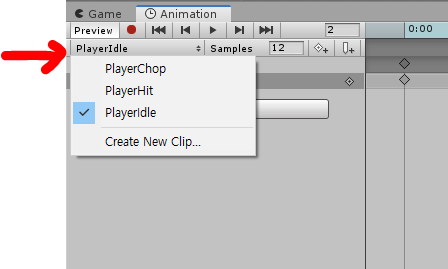 Game Animation
Preview 2 0:00
PlayerIdle Samples 12
PlayerChop
PlayerHit
PlayerIdle
Create New Clip...